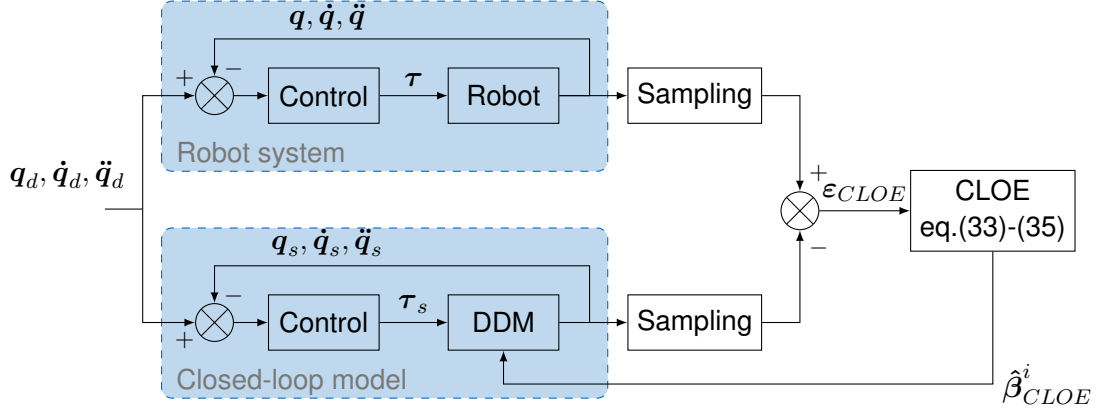 q, q̇, q̈
+ −
Control τ Robot Sampling
Robot system
q_d, q̇_d, q̈_d
+
ε_CLOE
CLOE
eq.(33)-(35)
−
q_s, q̇_s, q̈_s
−
+
Control τ_s DDM Sampling
Closed-loop model
β̂^i_CLOE